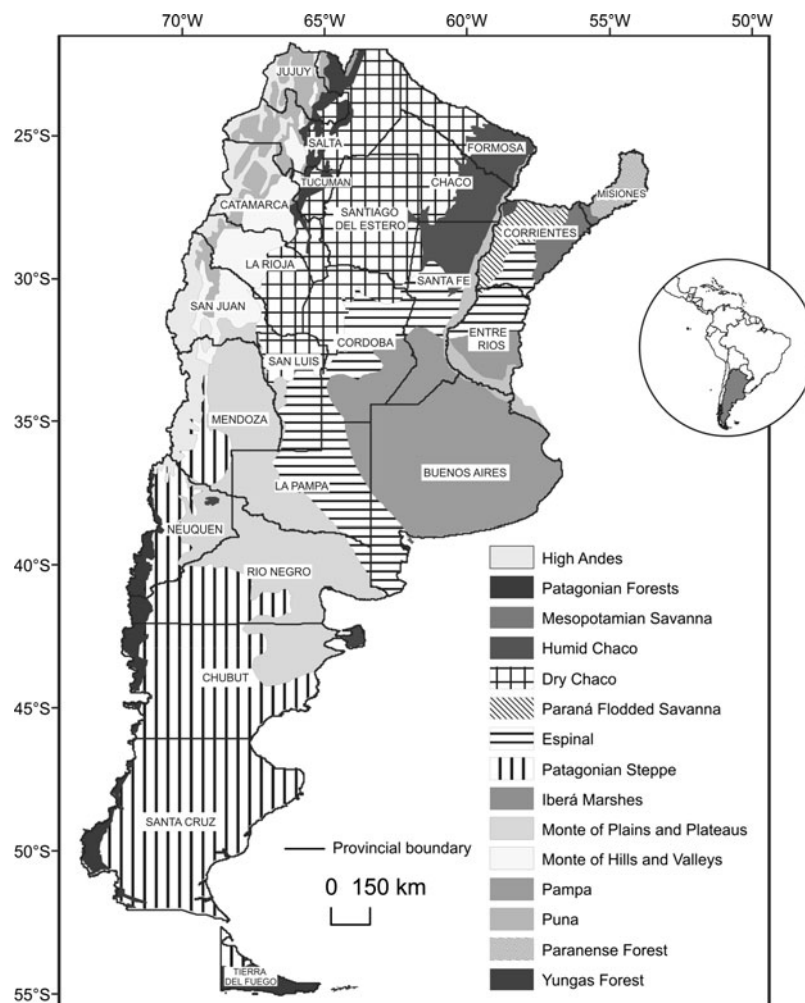 70°W 65°W 60°W 55°W 50°W
25°S
30°S
35°S
40°S
45°S
50°S
55°S
JUJUY
SALTA
FORMOSA
TUCUMAN
CHACO
MISIONES
CATAMARCA
SANTIAGO
DEL ESTERO
CORRIENTES
LA RIOJA
SANTA FE
SAN JUAN
CORDOBA
ENTRE
RIOS
SAN LUIS
MENDOZA
BUENOS AIRES
LA PAMPA
NEUQUEN
RIO NEGRO
CHUBUT
SANTA CRUZ
TIERRA
DEL FUEGO
High Andes
Patagonian Forests
Mesopotamian Savanna
Humid Chaco
Dry Chaco
Paraná Flodded Savanna
Espinal
Patagonian Steppe
Iberá Marshes
Monte of Plains and Plateaus
Monte of Hills and Valleys
Pampa
Puna
Paranense Forest
Yungas Forest
Provincial boundary
0 150 km